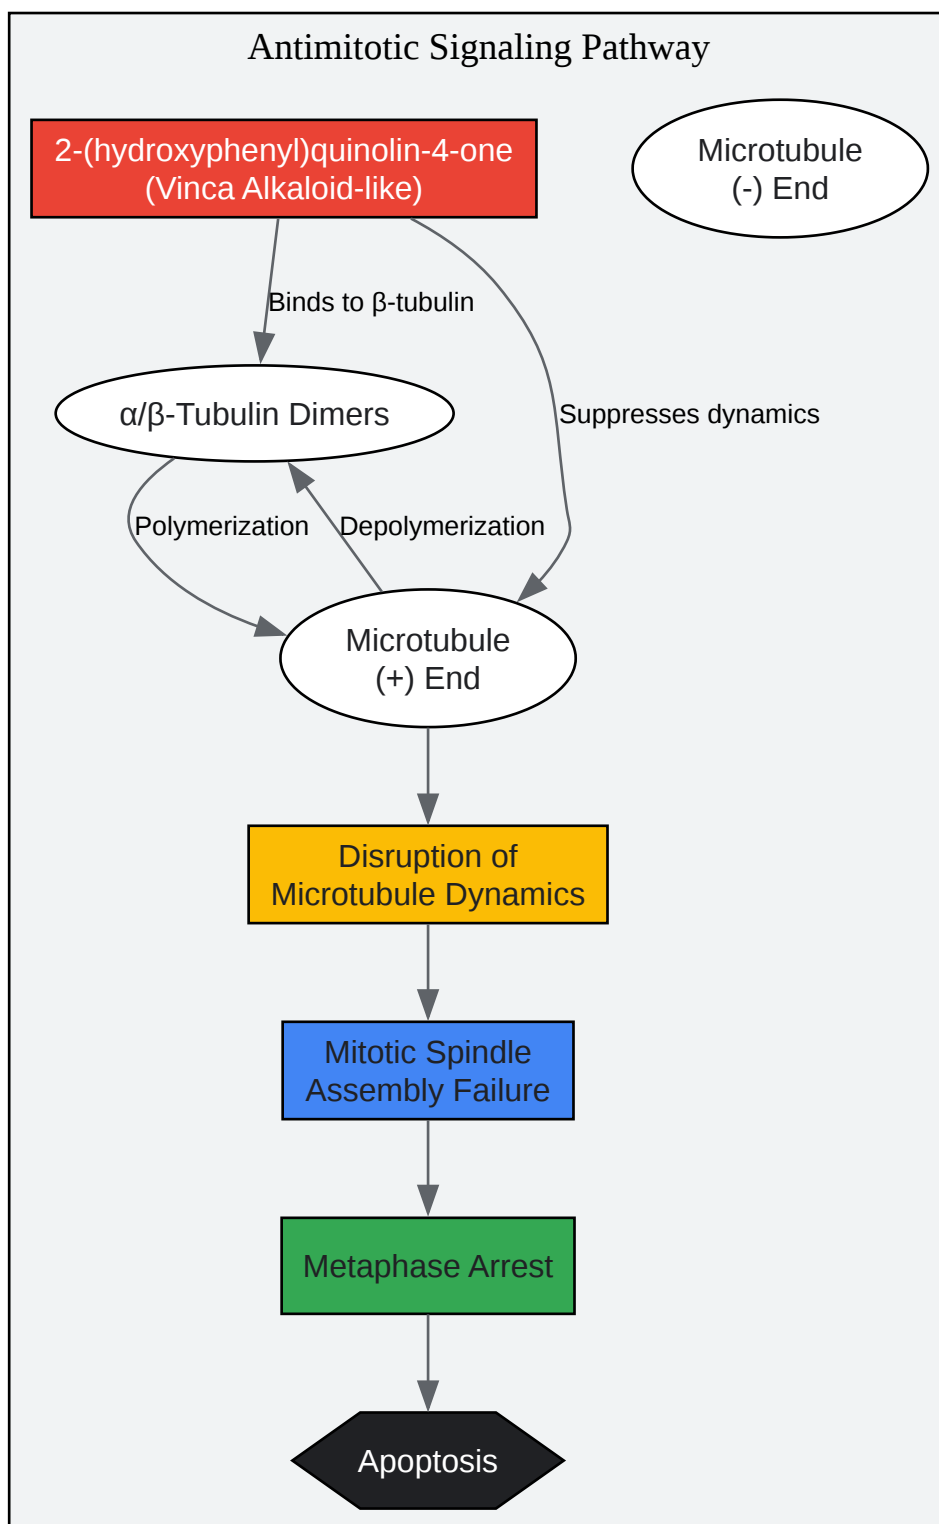 Antimitotic Signaling Pathway
2-(hydroxyphenyl)quinolin-4-one
(Vinca Alkaloid-like)
Microtubule
(-) End
Binds to β-tubulin
α/β-Tubulin Dimers
Suppresses dynamics
Polymerization
Depolymerization
Microtubule
(+) End
Disruption of
Microtubule Dynamics
Mitotic Spindle
Assembly Failure
Metaphase Arrest
Apoptosis